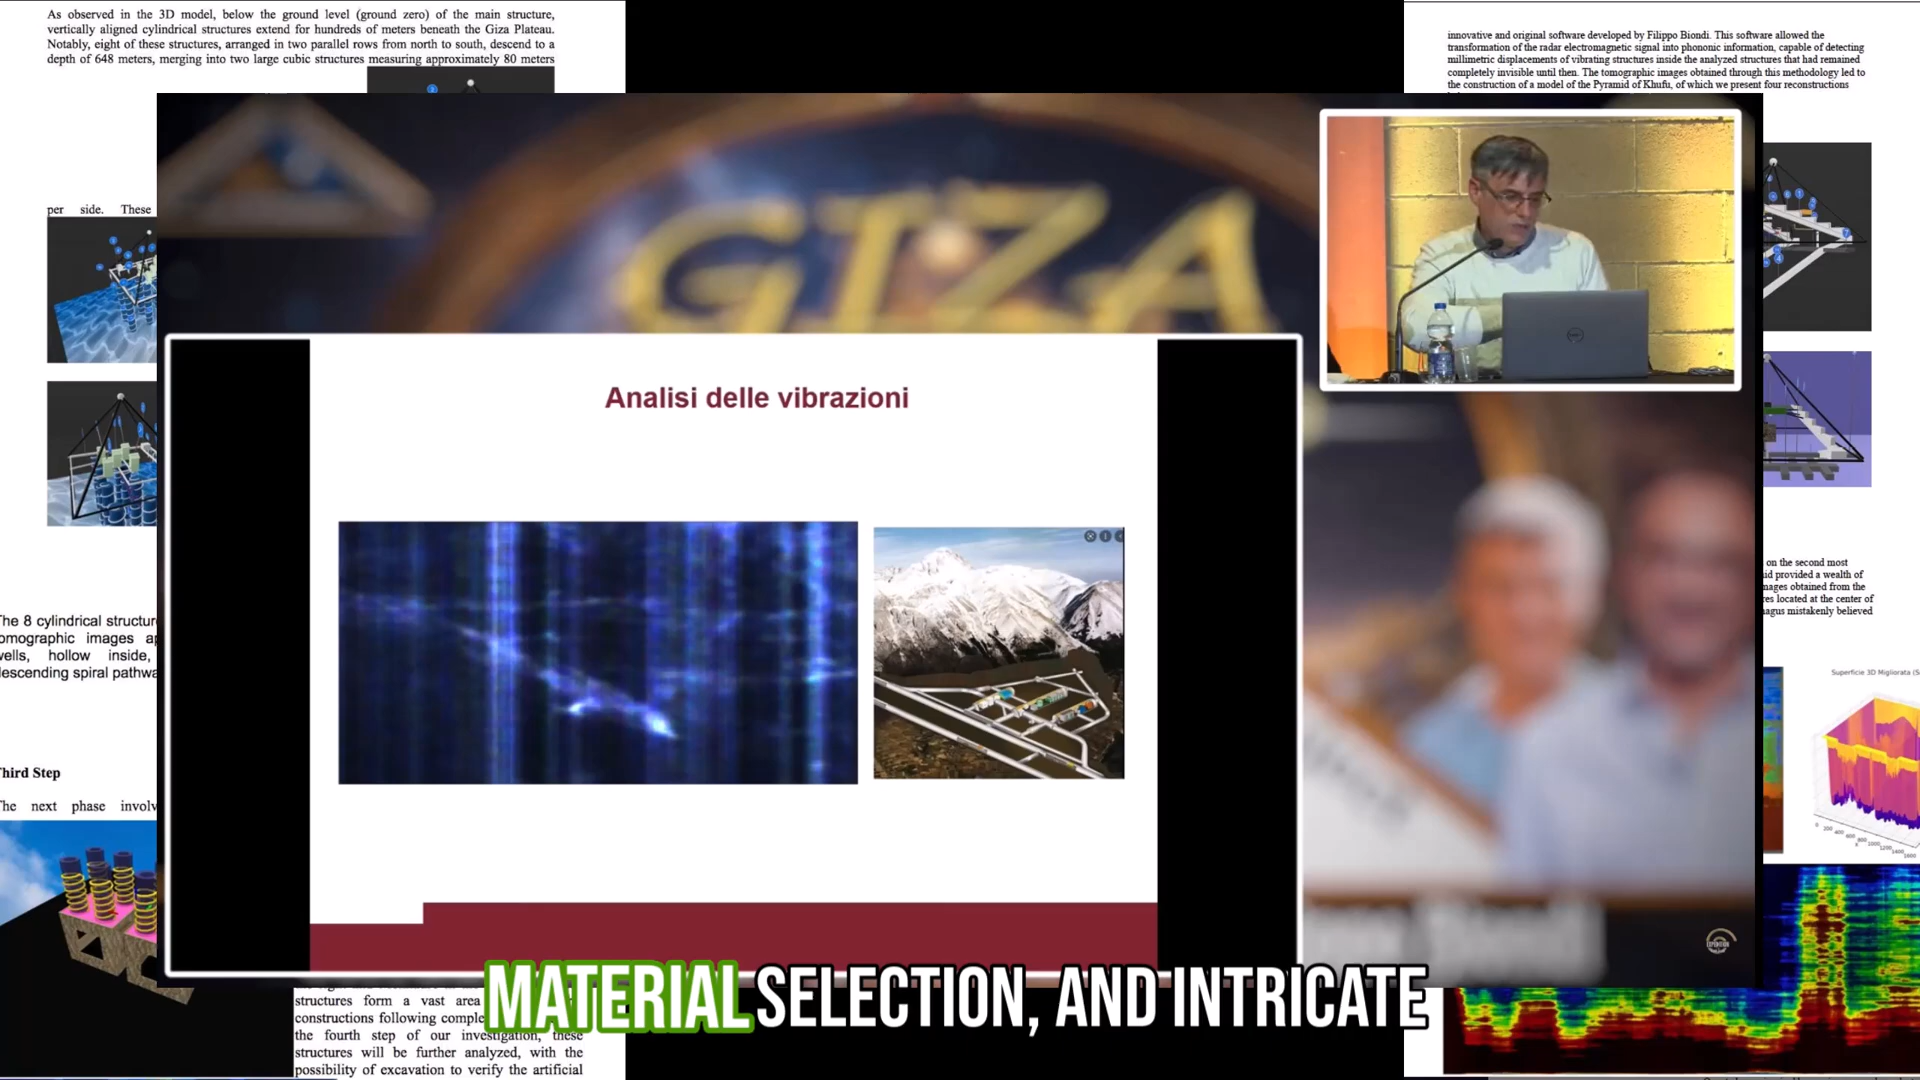 As observed in the 3D model, below the ground level (ground zero) of the main structure,
vertically aligned cylindrical structures extend for hundreds of meters beneath the Giza Plateau.
Notably, eight of these structures, arranged in two parallel rows from north to south, descend to a
depth of 648 meters, merging into two large cubic structures measuring approximately 80 meters
per side. These
The 8 cylindrical structur
omographic images a
wells, hollow inside,
descending spiral pathwa
Third Step
The next phase involv
structures form a vast area
constructions following comple
the fourth step of our investigation, these
structures will be further analyzed, with the
possibility of excavation to verify the artificial
innovative and original software developed by Filippo Biondi. This software allowed the
transformation of the radar electromagnetic signal into phononic information, capable of detecting
millimetric displacements of vibrating structures inside the analyzed structures that had remained
completely invisible until then. The tomographic images obtained through this methodology led to
the construction of a model of the Pyramid of Khufu, of which we present four reconstructions
on the second most
id provided a wealth of
mages obtained from the
res located at the center of
agus mistakenly believed
Superficie 3D Migliorata (S
GIZA
Analisi delle vibrazioni
MATERIAL SELECTION, AND INTRICATE